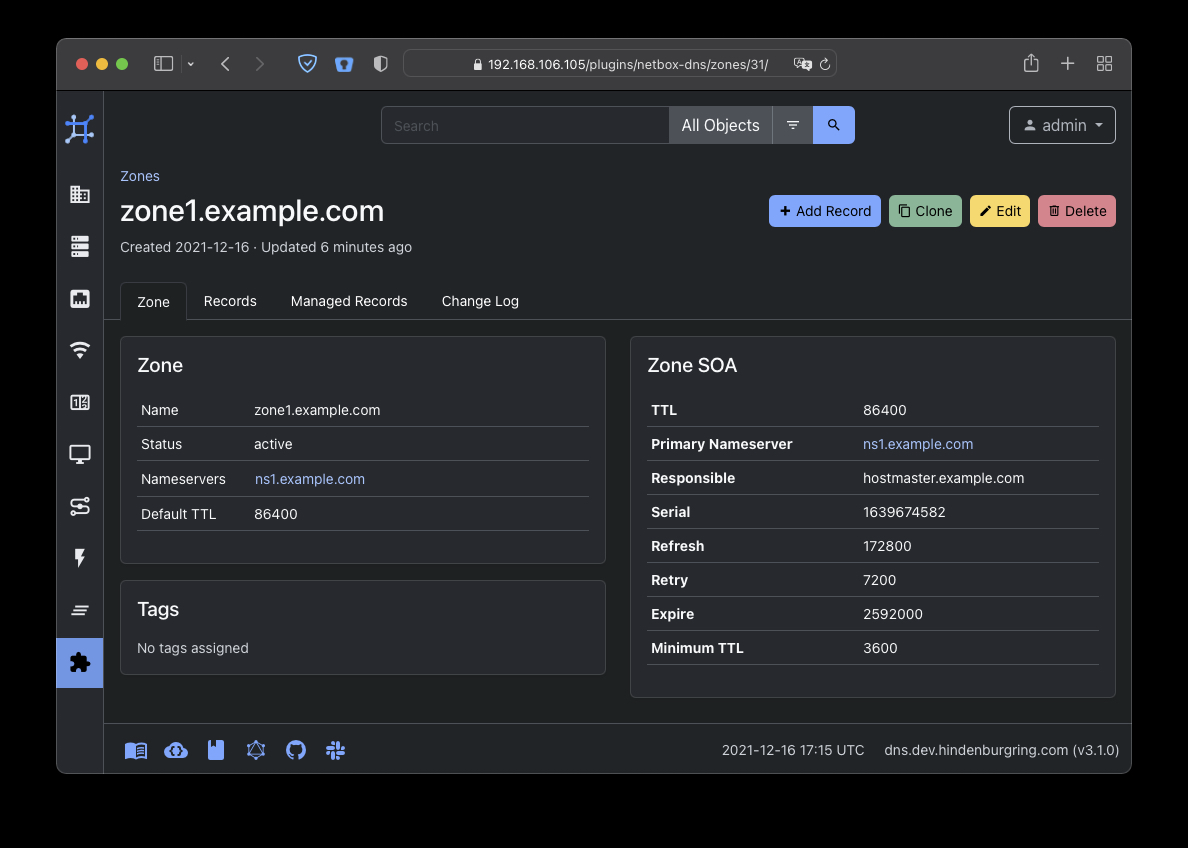 192.168.106.105/plugins/netbox-dns/zones/31/
Search
All Objects
admin
Zones
zone1.example.com
Add Record
Clone
Edit
Delete
Created 2021-12-16 · Updated 6 minutes ago
Zone
Records
Managed Records
Change Log
Zone
Name zone1.example.com
Status active
Nameservers ns1.example.com
Default TTL 86400
Tags
No tags assigned
Zone SOA
TTL 86400
Primary Nameserver ns1.example.com
Responsible hostmaster.example.com
Serial 1639674582
Refresh 172800
Retry 7200
Expire 2592000
Minimum TTL 3600
2021-12-16 17:15 UTC
dns.dev.hindenburgring.com (v3.1.0)